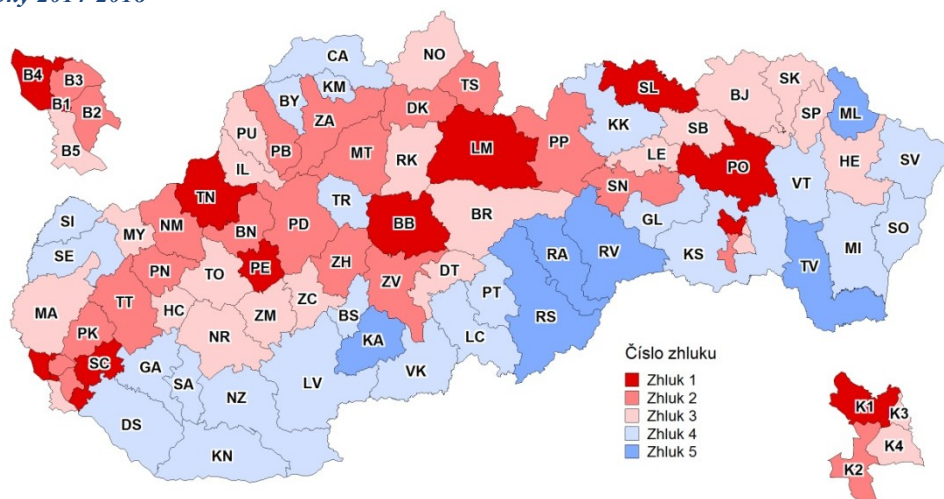 roky 2014-2016
CA
NO
B4
B3
B1
B2
B5
BY
KM
ZA
DK
TS
SL
BJ
SK
SP
ML
KK
PU
PB
MT
RK
LM
PP
SB
LE
PO
HE
SV
IL
TN
TR
BB
BR
SN
VT
SI
MY
NM
BN
PD
GL
SO
SE
PE
ZH
ZV
DT
RA
RV
KS
MI
TV
PN
TO
MA
TT
HC
NR
ZM
ZC
BS
KA
PT
RS
LC
PK
SC
GA
SA
NZ
LV
VK
DS
KN
Číslo zhluku
Zhluk 1
Zhluk 2
Zhluk 3
Zhluk 4
Zhluk 5
K1
K3
K4
K2